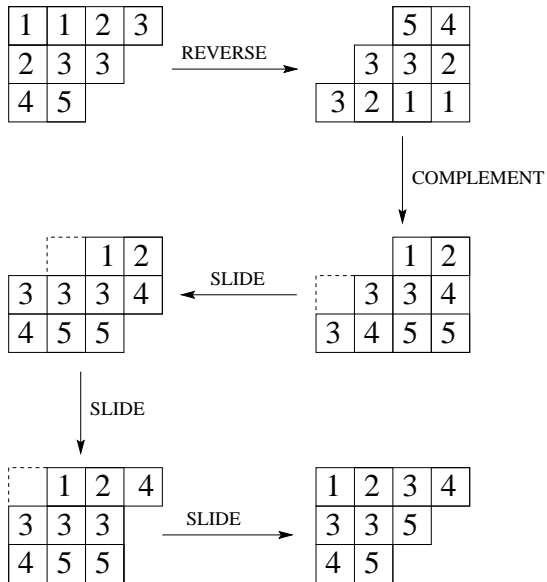 1 1 2 3
2 3 3
4 5
REVERSE
5 4
3 3 2
3 2 1 1
COMPLEMENT
1 2
3 3 4
3 4 5 5
SLIDE
1 2
3 3 3 4
4 5 5
SLIDE
1 2 4
3 3 3
4 5 5
SLIDE
1 2 3 4
3 3 5
4 5